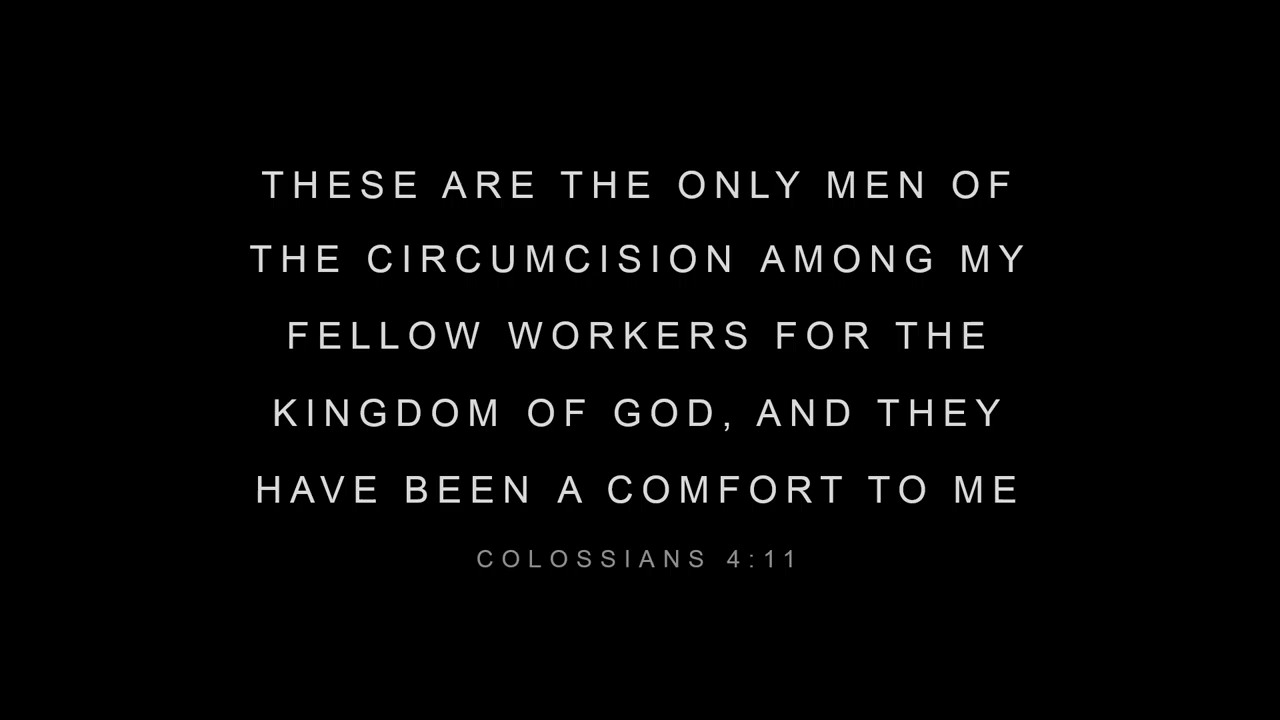 THESE ARE THE ONLY MEN OF
THE CIRCUMCISION AMONG MY
FELLOW WORKERS FOR THE
KINGDOM OF GOD, AND THEY
HAVE BEEN A COMFORT TO ME
COLOSSIANS 4:11